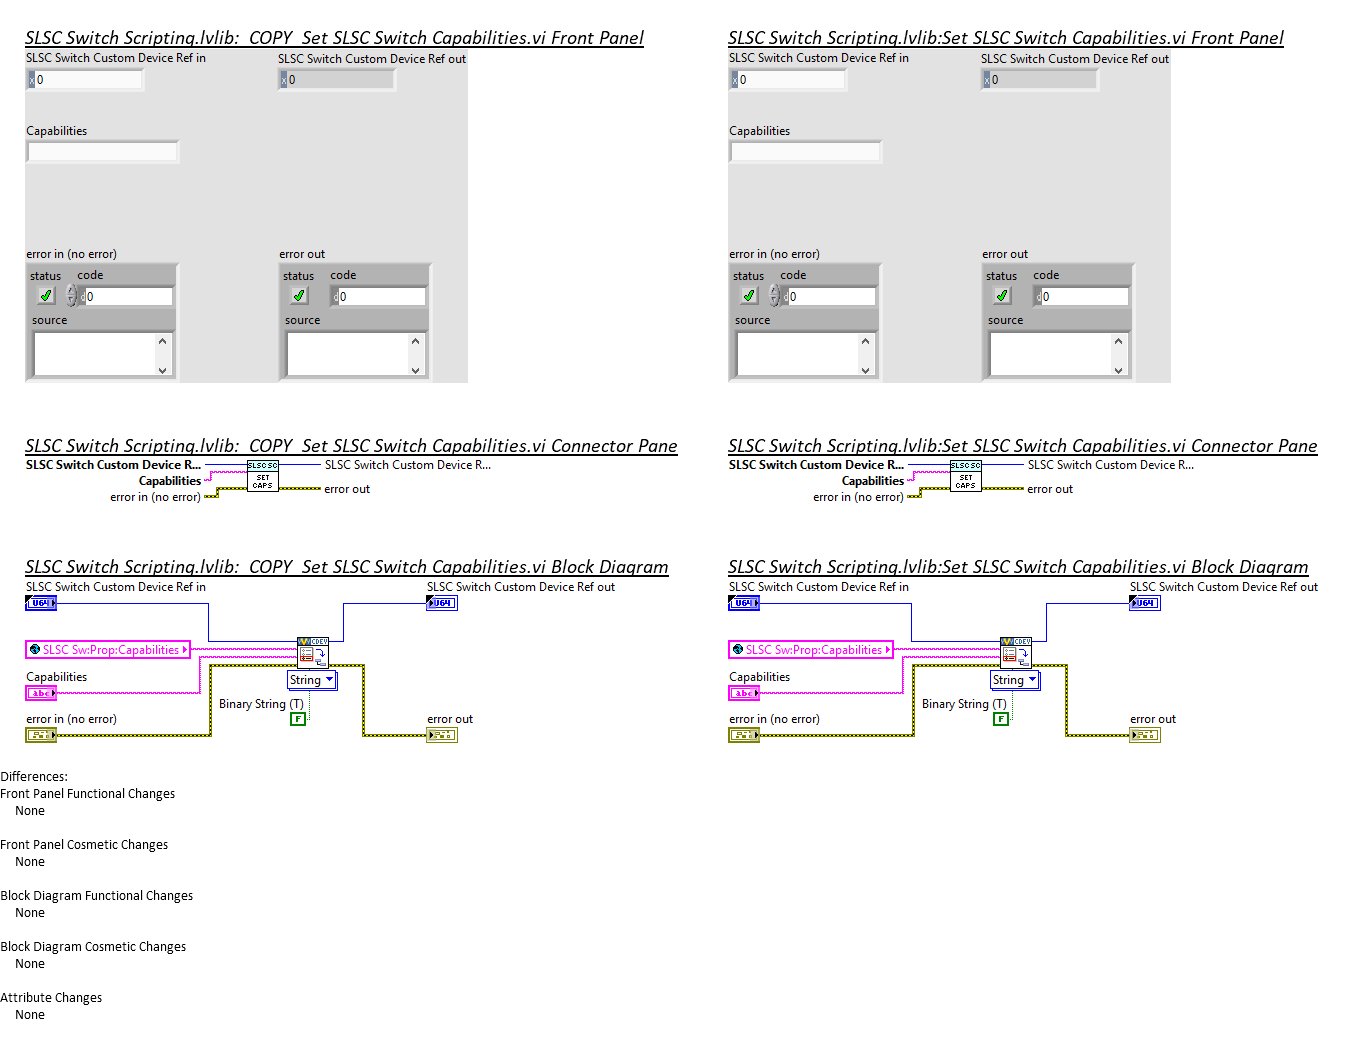 SLSC Switch Scripting.lvlib:_COPY_Set SLSC Switch Capabilities.vi Front Panel
SLSC Switch Custom Device Ref in
SLSC Switch Custom Device Ref out
x 0
x 0
Capabilities
error in (no error)
error out
status
code
status
code
d 0
d 0
source
source
SLSC Switch Scripting.lvlib:Set SLSC Switch Capabilities.vi Front Panel
SLSC Switch Custom Device Ref in
SLSC Switch Custom Device Ref out
x 0
x 0
Capabilities
error in (no error)
error out
status
code
status
code
d 0
d 0
source
source
SLSC Switch Scripting.lvlib:_COPY_Set SLSC Switch Capabilities.vi Connector Pane
SLSC Switch Custom Device R...
SLSC SC
SLSC Switch Custom Device R...
Capabilities
SET
CAPS
error in (no error)
error out
SLSC Switch Scripting.lvlib:Set SLSC Switch Capabilities.vi Connector Pane
SLSC Switch Custom Device R...
SLSC SC
SLSC Switch Custom Device R...
Capabilities
SET
CAPS
error in (no error)
error out
SLSC Switch Scripting.lvlib:_COPY_Set SLSC Switch Capabilities.vi Block Diagram
SLSC Switch Custom Device Ref in
SLSC Switch Custom Device Ref out
U64
U64
CDEV
SLSC Sw:Prop:Capabilities
Capabilities
String
abc
Binary String (T)
F
error in (no error)
error out
SLSC Switch Scripting.lvlib:Set SLSC Switch Capabilities.vi Block Diagram
SLSC Switch Custom Device Ref in
SLSC Switch Custom Device Ref out
U64
U64
CDEV
SLSC Sw:Prop:Capabilities
Capabilities
String
abc
Binary String (T)
F
error in (no error)
error out
Differences:
Front Panel Functional Changes
None
Front Panel Cosmetic Changes
None
Block Diagram Functional Changes
None
Block Diagram Cosmetic Changes
None
Attribute Changes
None